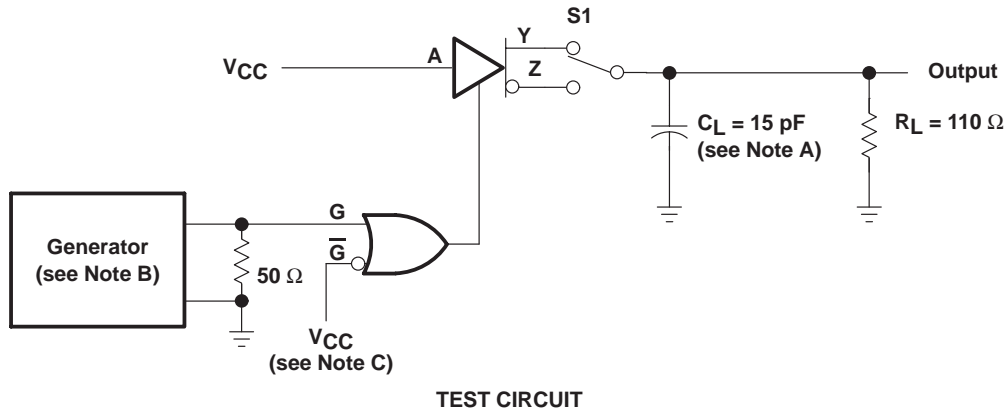 S1
Y
A
VCC
Z
Output
CL = 15 pF
(see Note A)
RL = 110 Ω
G
Generator
(see Note B)
G̅
50 Ω
VCC
(see Note C)
TEST CIRCUIT